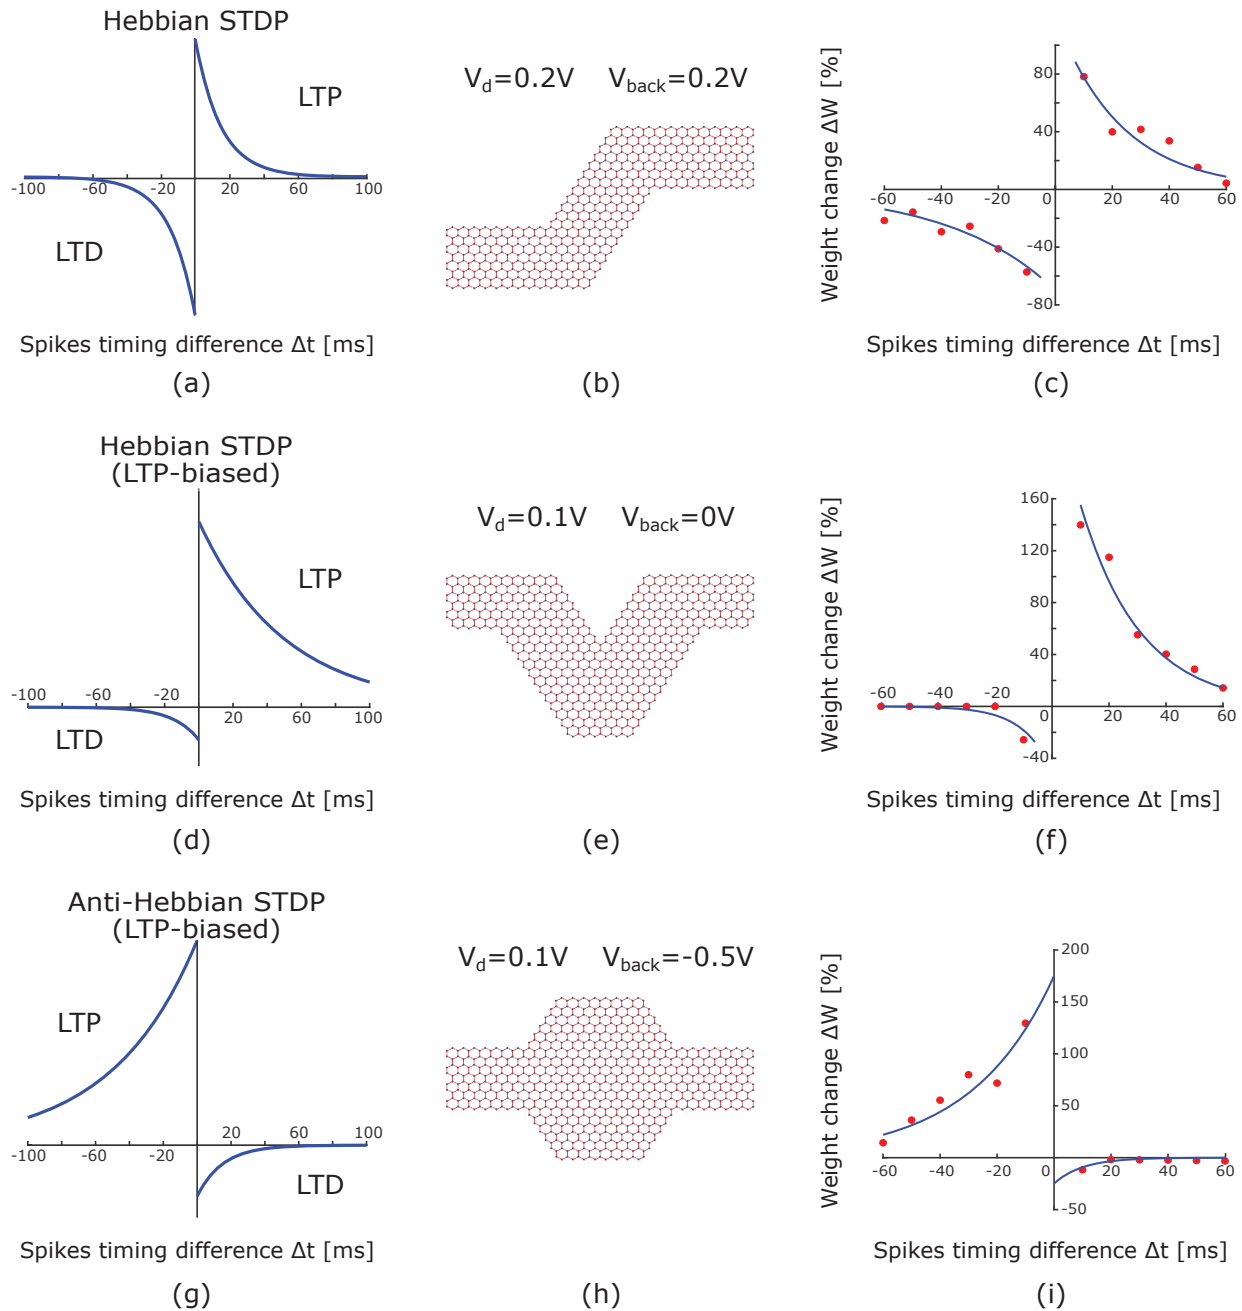 Hebbian STDP
LTP
LTD
-100 -60 -20 20 60 100
Spikes timing difference Δt [ms]
(a)
V_d=0.2V V_back=0.2V
(b)
Weight change ΔW [%]
80
40
-60 -40 -20 0 20 40 60
-40
-80
Spikes timing difference Δt [ms]
(c)
Hebbian STDP
(LTP-biased)
LTP
-100 -60 -20
20 60 100
LTD
Spikes timing difference Δt [ms]
(d)
V_d=0.1V V_back=0V
(e)
Weight change ΔW [%]
160
120
80
40
-60 -40 -20
0 20 40 60
-40
Spikes timing difference Δt [ms]
(f)
Anti-Hebbian STDP
(LTP-biased)
LTP
20 60 100
-100 -60 -20
LTD
Spikes timing difference Δt [ms]
(g)
V_d=0.1V V_back=-0.5V
(h)
Weight change ΔW [%]
200
150
100
50
-60 -40 -20 0 20 40 60
-50
Spikes timing difference Δt [ms]
(i)